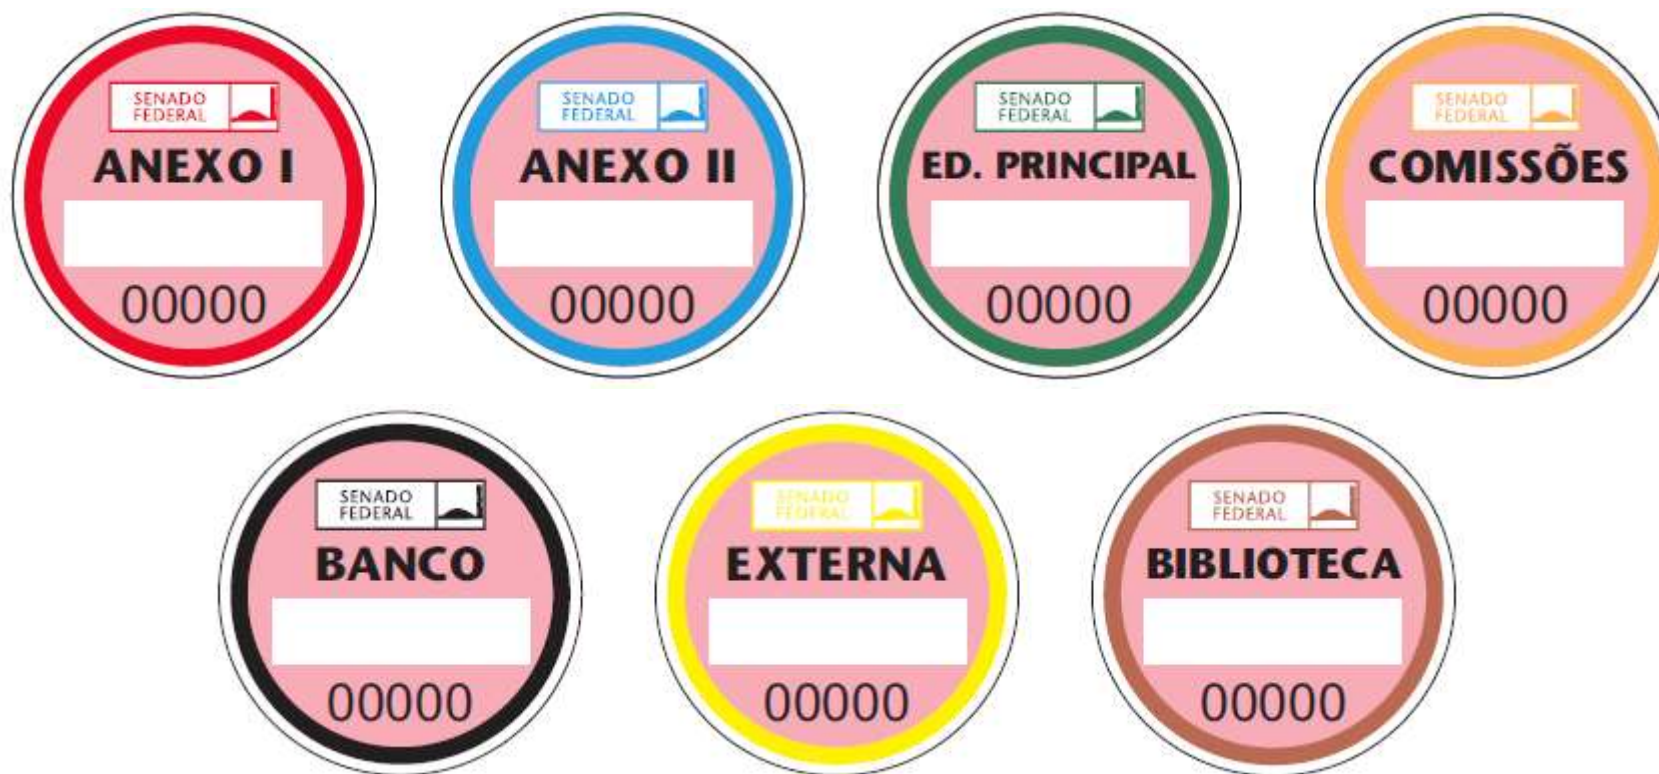 SENADO
FEDERAL
ANEXO I
00000
SENADO
FEDERAL
ANEXO II
00000
SENADO
FEDERAL
ED. PRINCIPAL
00000
SENADO
FEDERAL
COMISSÕES
00000
SENADO
FEDERAL
BANCO
00000
SENADO
FEDERAL
EXTERNA
00000
SENADO
FEDERAL
BIBLIOTECA
00000